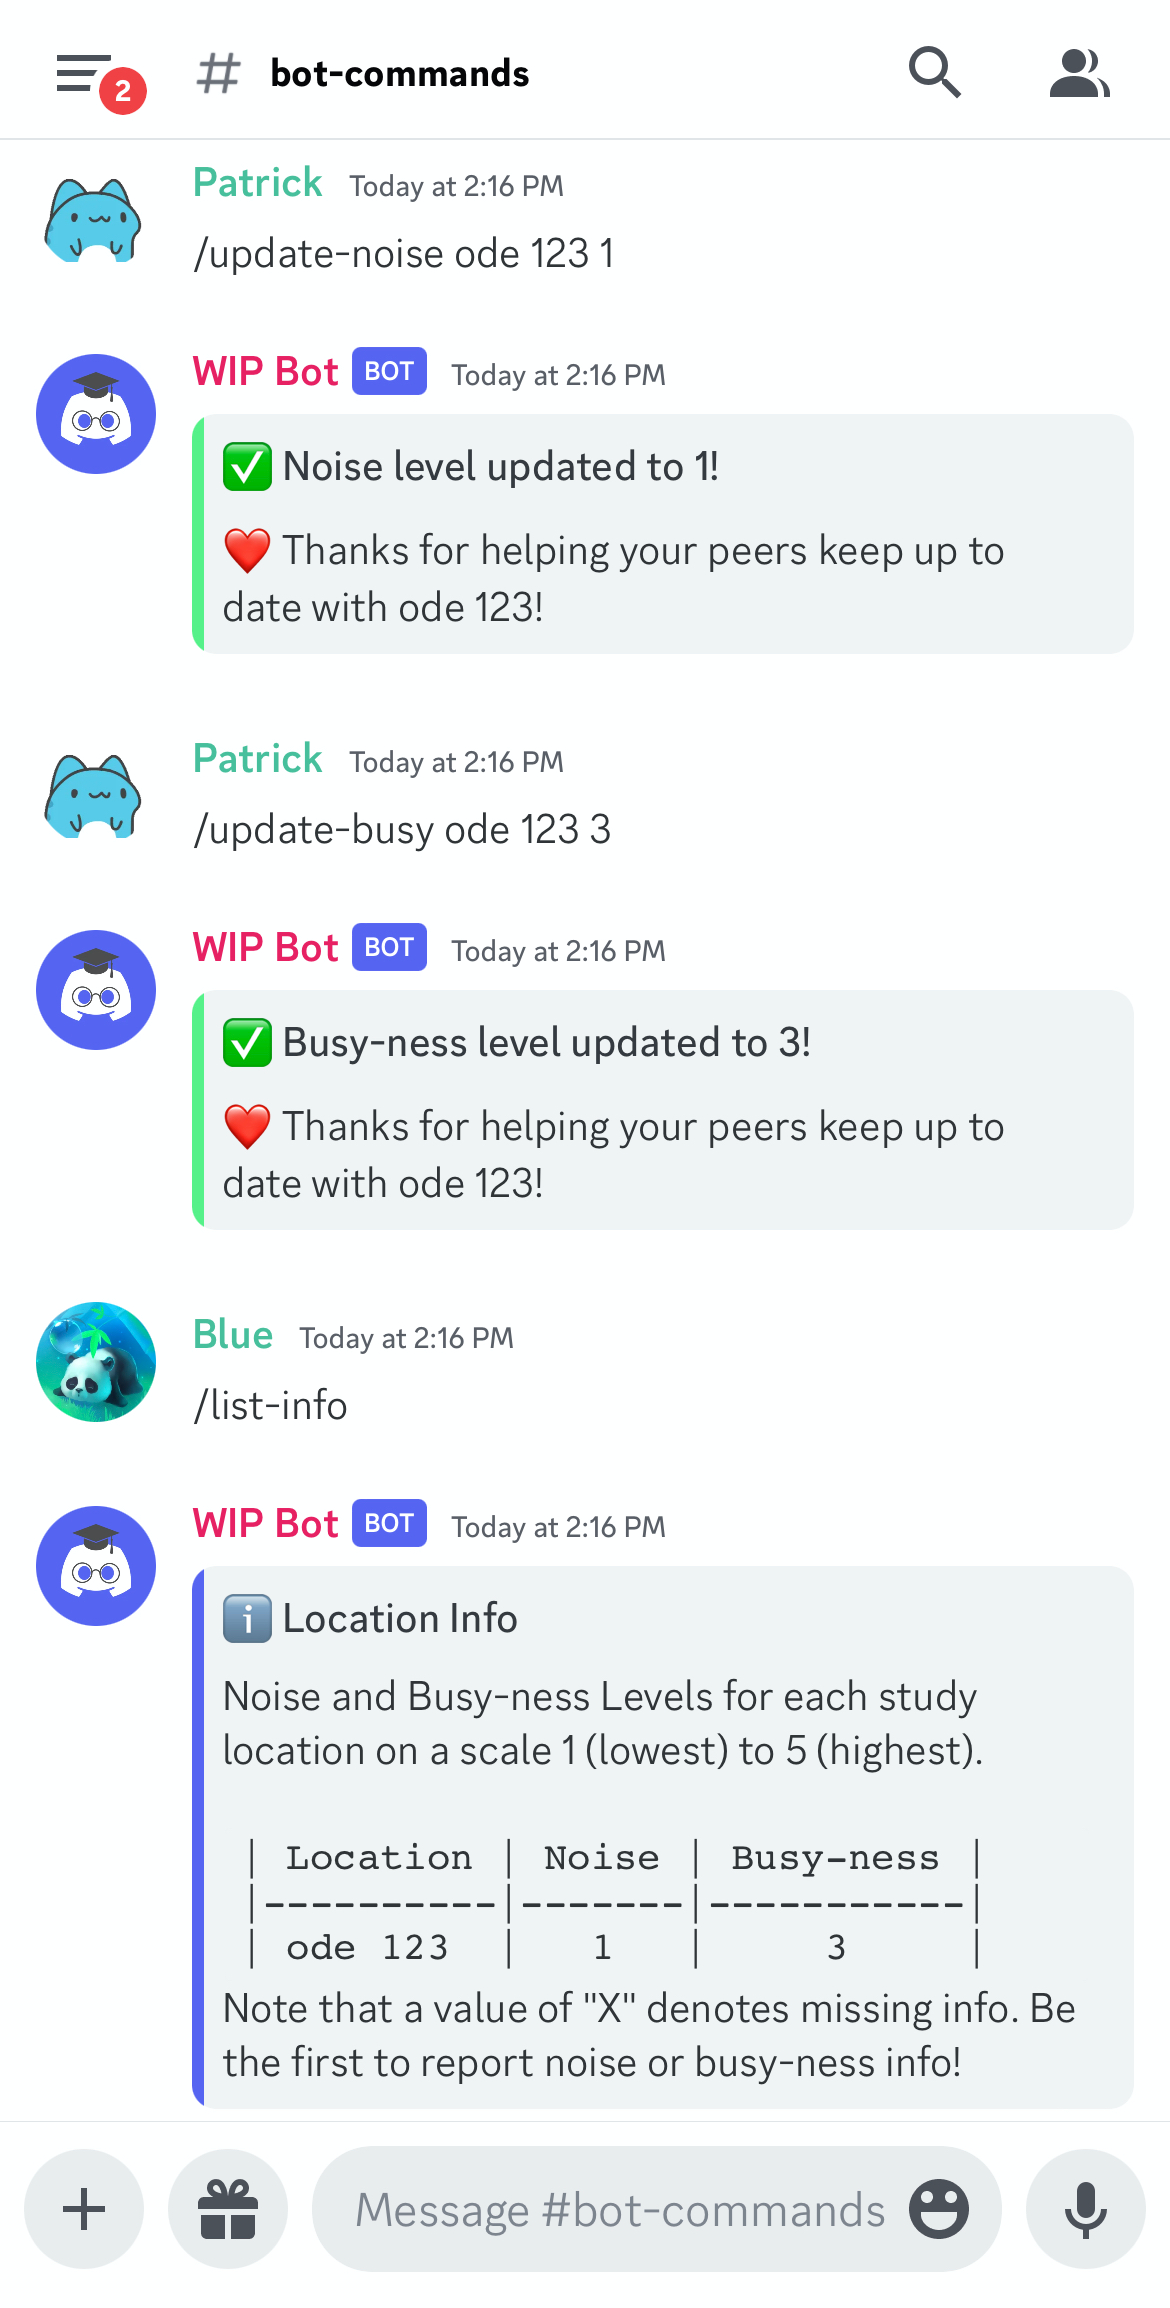 2
# bot-commands
Patrick Today at 2:16 PM
/update-noise ode 123 1
WIP Bot BOT Today at 2:16 PM
✅ Noise level updated to 1!
❤️ Thanks for helping your peers keep up to
date with ode 123!
Patrick Today at 2:16 PM
/update-busy ode 123 3
WIP Bot BOT Today at 2:16 PM
✅ Busy-ness level updated to 3!
❤️ Thanks for helping your peers keep up to
date with ode 123!
Blue Today at 2:16 PM
/list-info
WIP Bot BOT Today at 2:16 PM
ℹ️ Location Info
Noise and Busy-ness Levels for each study
location on a scale 1 (lowest) to 5 (highest).
| Location | Noise | Busy-ness |
|----------|-------|-----------|
| ode 123 | 1 | 3 |
Note that a value of "X" denotes missing info. Be
the first to report noise or busy-ness info!
Message #bot-commands